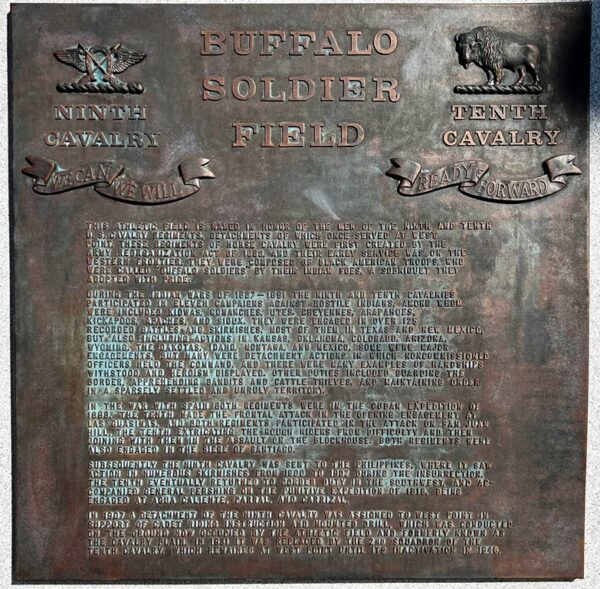 BUFFALO
SOLDIER
FIELD
NINTH
CAVALRY
WE CAN WE WILL
TENTH
CAVALRY
READY FORWARD
THIS ATHLETIC FIELD IS NAMED IN HONOR OF THE MEN OF THE NINTH AND TENTH
U.S. CAVALRY REGIMENTS, DETACHMENTS OF WHICH ONCE SERVED AT WEST
POINT. THESE REGIMENTS OF HORSE CAVALRY WERE FIRST CREATED BY THE
ARMY REORGANIZATION ACT OF 1866, AND THEIR EARLY SERVICE WAS ON THE
WESTERN FRONTIER. THEY WERE COMPOSED OF BLACK AMERICAN TROOPS WHO
WERE CALLED "BUFFALO SOLDIERS" BY THEIR INDIAN FOES, A SOBRIQUET THEY
ADOPTED WITH PRIDE.
DURING THE INDIAN WARS OF 1867-1891 THE NINTH AND TENTH CAVALRIES
PARTICIPATED IN ELEVEN CAMPAIGNS AGAINST HOSTILE INDIANS, AMONG WHOM
WERE INCLUDED KIOWAS, COMANCHES, UTES, CHEYENNES, ARAPAHOES,
KICKAPOOS, APACHES, AND SIOUX. THEY WERE ENGAGED IN OVER 125
RECORDED BATTLES AND SKIRMISHES, MOST OF THEM IN TEXAS AND NEW MEXICO,
BUT ALSO INCLUDING ACTIONS IN KANSAS, OKLAHOMA, COLORADO, ARIZONA,
WYOMING, THE DAKOTAS, IDAHO, MONTANA, AND MEXICO. SOME WERE MAJOR
ENGAGEMENTS, BUT MANY WERE DETACHMENT ACTIONS IN WHICH NONCOMMISSIONED
OFFICERS HELD THE COMMAND, AND THERE WERE MANY EXAMPLES OF HARDSHIPS
WITHSTOOD AND HEROISM DISPLAYED. OTHER DUTIES INCLUDED GUARDING THE
BORDER, APPREHENDING BANDITS AND CATTLE THIEVES, AND MAINTAINING ORDER
IN A SPARSELY SETTLED AND UNRULY TERRITORY.
IN THE WAR WITH SPAIN BOTH REGIMENTS WERE IN THE CUBAN EXPEDITION OF
1898. THE TENTH MADE THE FRONTAL ATTACK IN THE OPENING ENGAGEMENT AT
LAS GUASIMAS, AND BOTH REGIMENTS PARTICIPATED IN THE ATTACK ON SAN JUAN
HILL, THE TENTH EXTRICATING THE ROUGH RIDERS FROM DIFFICULTY AND THEN
JOINING WITH THEM IN THE ASSAULT ON THE BLOCKHOUSE. BOTH REGIMENTS WERE
ALSO ENGAGED IN THE SIEGE OF SANTIAGO.
SUBSEQUENTLY THE NINTH CAVALRY WAS SENT TO THE PHILIPPINES, WHERE IT SAW
ACTION IN NUMEROUS SKIRMISHES FROM 1900 TO 1902 DURING THE INSURRECTION.
THE TENTH EVENTUALLY RETURNED TO BORDER DUTY IN THE SOUTHWEST, AND AC-
COMPANIED GENERAL PERSHING ON THE PUNITIVE EXPEDITION OF 1916, BEING
ENGAGED AT AGUA CALIENTE, PARRAL AND CARRIZAL.
IN 1907 A DETACHMENT OF THE NINTH CAVALRY WAS ASSIGNED TO WEST POINT IN
SUPPORT OF CADET RIDING INSTRUCTION AND MOUNTED DRILL, WHICH WAS CONDUCTED
ON THE GROUND NOW OCCUPIED BY THE ATHLETIC FIELD AND FORMERLY KNOWN AS
THE CAVALRY PLAIN. IN 1931 IT WAS REPLACED BY THE 2nd SQUADRON OF THE
TENTH CAVALRY, WHICH REMAINED AT WEST POINT UNTIL ITS INACTIVATION IN 1946.